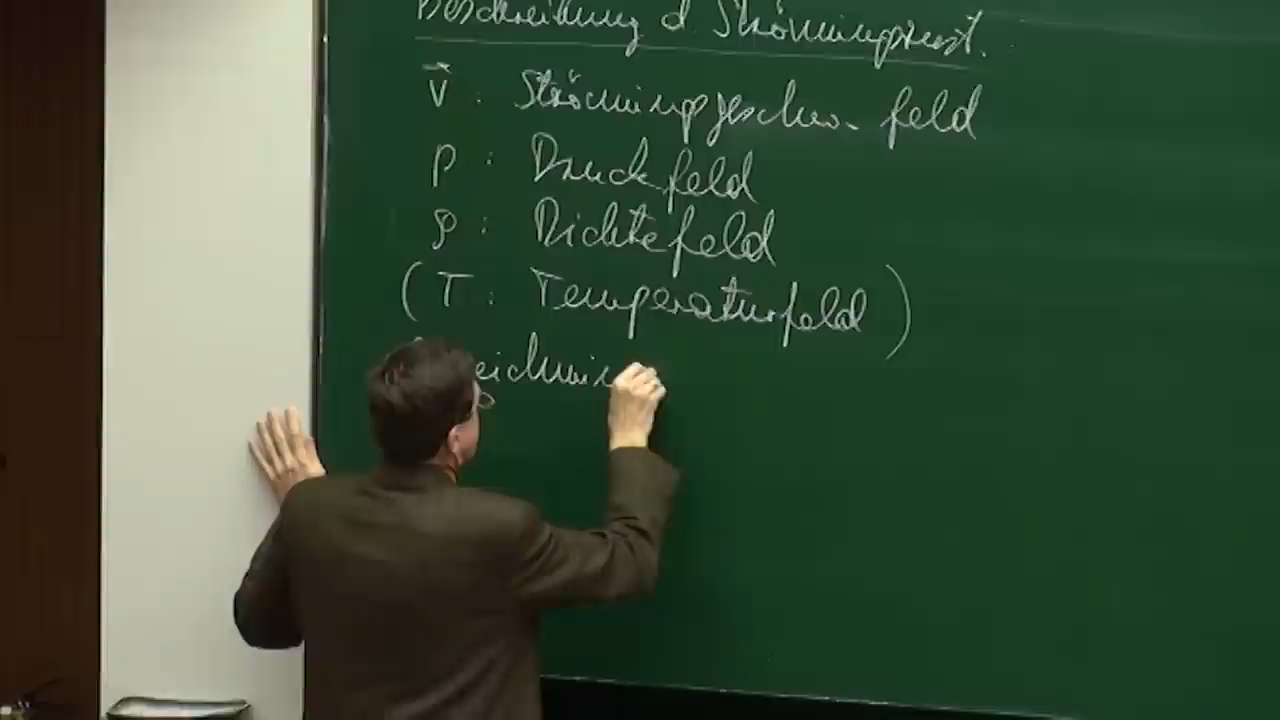 Beschreibung d Strömungszust.
v⃗ : Strömungsgeschw. feld
p : Druckfeld
ρ : Dichtefeld
( T : Temperaturfeld )